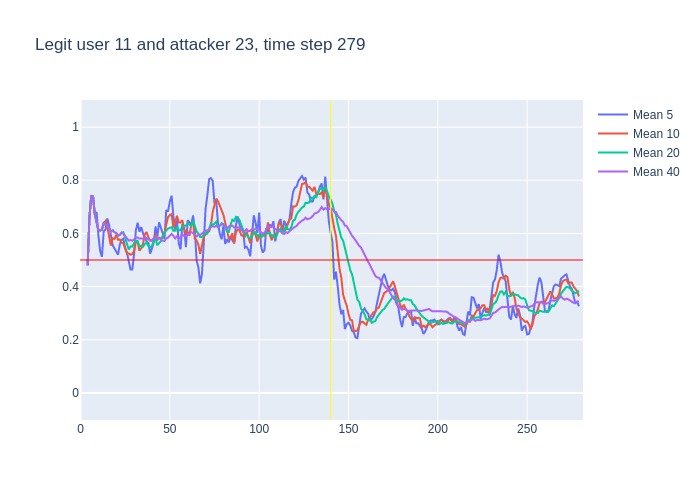 Legit user 11 and attacker 23, time step 279
Mean 5
Mean 10
Mean 20
Mean 40
1
0.8
0.6
0.4
0.2
0
0 50 100 150 200 250